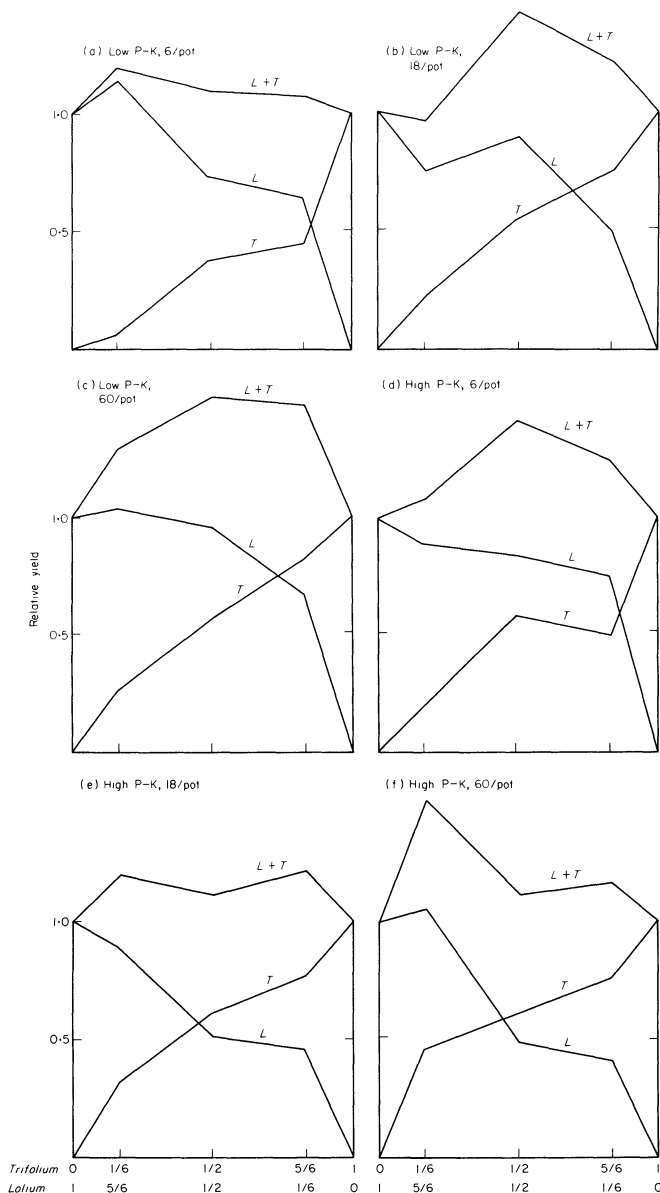 (a) Low P-K, 6/pot
L + T
1·0
L
0·5
T
(b) Low P-K,
18/pot
L + T
L
T
(c) Low P-K,
60/pot
L + T
1·0
L
T
0·5
Relative yield
(d) High P-K, 6/pot
L + T
L
T
(e) High P-K, 18/pot
L + T
1·0
T
0·5
L
(f) High P-K, 60/pot
L + T
T
L
Trifolium 0 1/6 1/2 5/6 1 0 1/6 1/2 5/6 1
Lolium 1 5/6 1/2 1/6 0 1 5/6 1/2 1/6 0